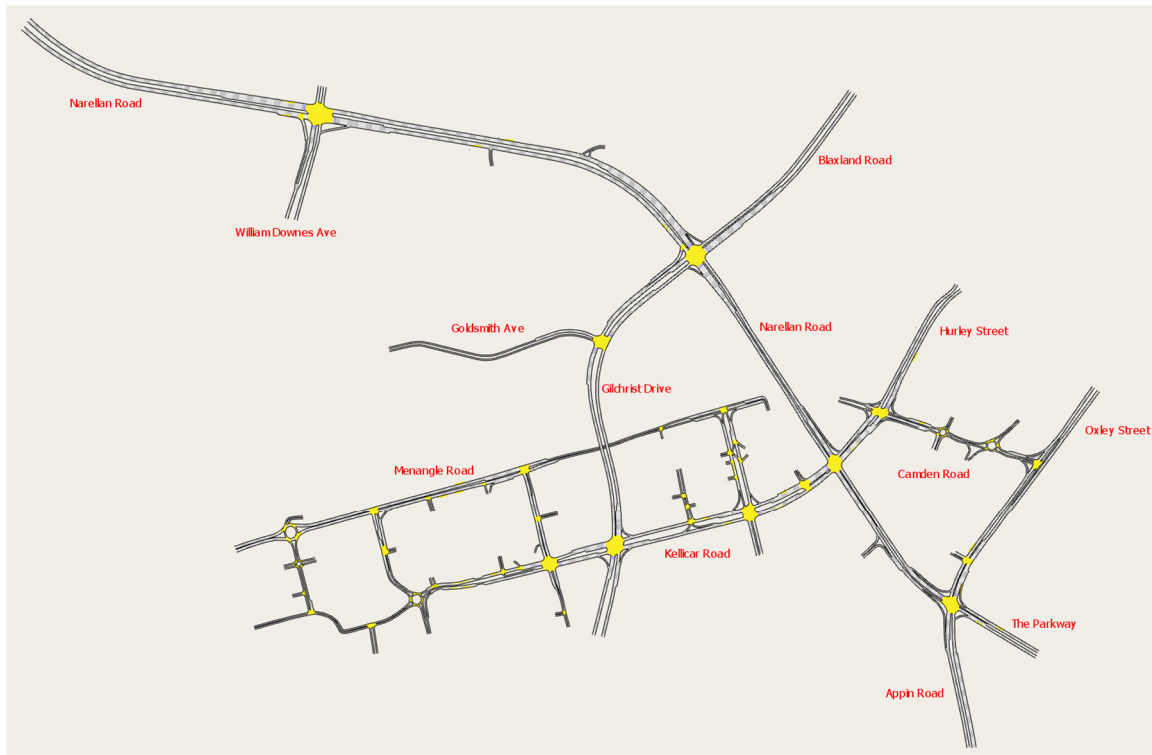 Narellan Road
Blaxland Road
William Downes Ave
Goldsmith Ave
Narellan Road
Hurley Street
Gilchrist Drive
Oxley Street
Menangle Road
Camden Road
Kellicar Road
The Parkway
Appin Road